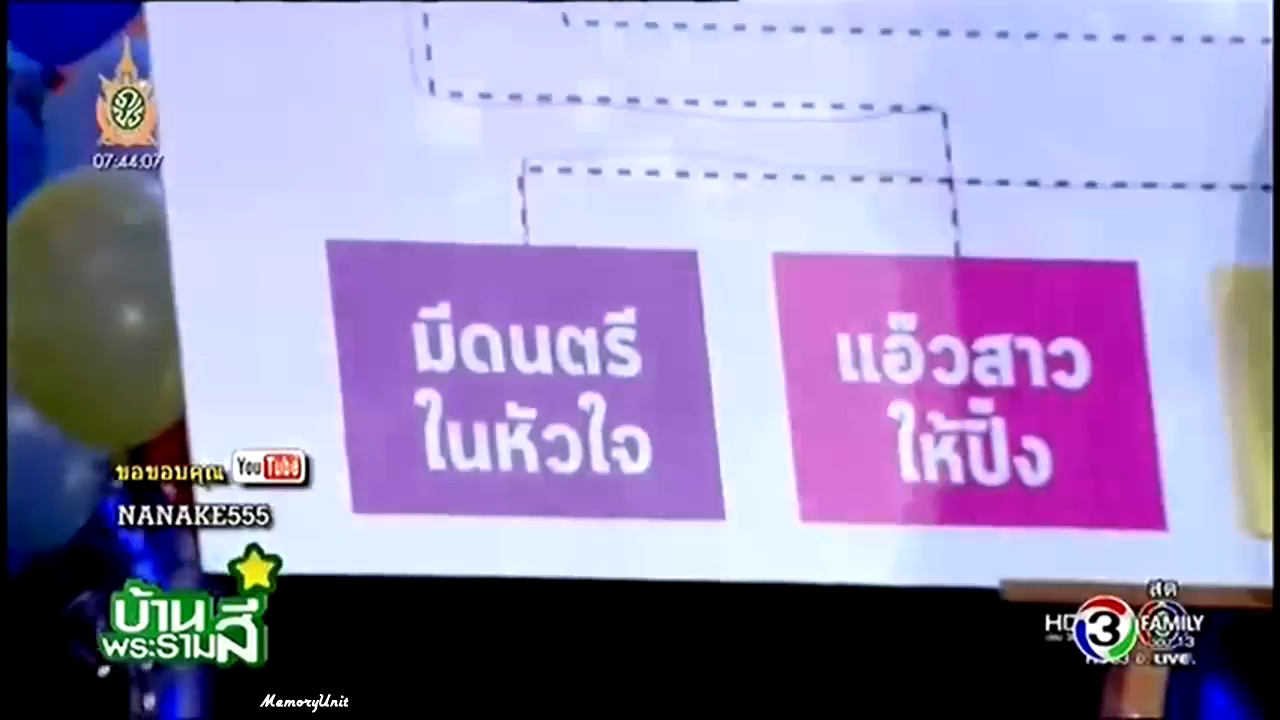 07:44:07
มีดนตรี
ในหัวใจ
แอ๊วสาว
ให้ปิ๊ง
ขอขอบคุณ YouTube
NANAKE555
บ้าน
พระรามสี่
สด
HD 3 FAMILY
13
LIVE.
MemoryUnit